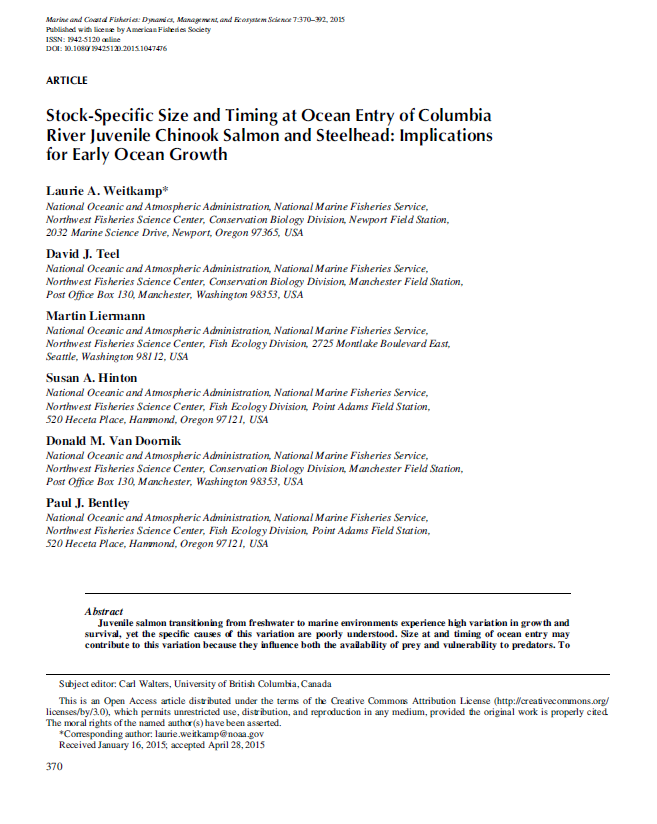 Marine and Coastal Fisheries: Dynamics, Management, and Ecosystem Science 7:370–392, 2015
Published with license by American Fisheries Society
ISSN: 1942-5120 online
DOI: 10.1080/19425120.2015.1047476
ARTICLE
Stock-Specific Size and Timing at Ocean Entry of Columbia
River Juvenile Chinook Salmon and Steelhead: Implications
for Early Ocean Growth
Laurie A. Weitkamp*
National Oceanic and Atmospheric Administration, National Marine Fisheries Service,
Northwest Fisheries Science Center, Conservation Biology Division, Newport Field Station,
2032 Marine Science Drive, Newport, Oregon 97365, USA
David J. Teel
National Oceanic and Atmospheric Administration, National Marine Fisheries Service,
Northwest Fisheries Science Center, Conservation Biology Division, Manchester Field Station,
Post Office Box 130, Manchester, Washington 98353, USA
Martin Liermann
National Oceanic and Atmospheric Administration, National Marine Fisheries Service,
Northwest Fisheries Science Center, Fish Ecology Division, 2725 Montlake Boulevard East,
Seattle, Washington 98112, USA
Susan A. Hinton
National Oceanic and Atmospheric Administration, National Marine Fisheries Service,
Northwest Fisheries Science Center, Fish Ecology Division, Point Adams Field Station,
520 Heceta Place, Hammond, Oregon 97121, USA
Donald M. Van Doornik
National Oceanic and Atmospheric Administration, National Marine Fisheries Service,
Northwest Fisheries Science Center, Conservation Biology Division, Manchester Field Station,
Post Office Box 130, Manchester, Washington 98353, USA
Paul J. Bentley
National Oceanic and Atmospheric Administration, National Marine Fisheries Service,
Northwest Fisheries Science Center, Fish Ecology Division, Point Adams Field Station,
520 Heceta Place, Hammond, Oregon 97121, USA
Abstract
Juvenile salmon transitioning from freshwater to marine environments experience high variation in growth and
survival, yet the specific causes of this variation are poorly understood. Size at and timing of ocean entry may
contribute to this variation because they influence both the availability of prey and vulnerability to predators. To
Subject editor: Carl Walters, University of British Columbia, Canada
This is an Open Access article distributed under the terms of the Creative Commons Attribution License (http://creativecommons.org/
licenses/by/3.0), which permits unrestricted use, distribution, and reproduction in any medium, provided the original work is properly cited.
The moral rights of the named author(s) have been asserted.
*Corresponding author: laurie.weitkamp@noaa.gov
Received January 16, 2015; accepted April 28, 2015
370